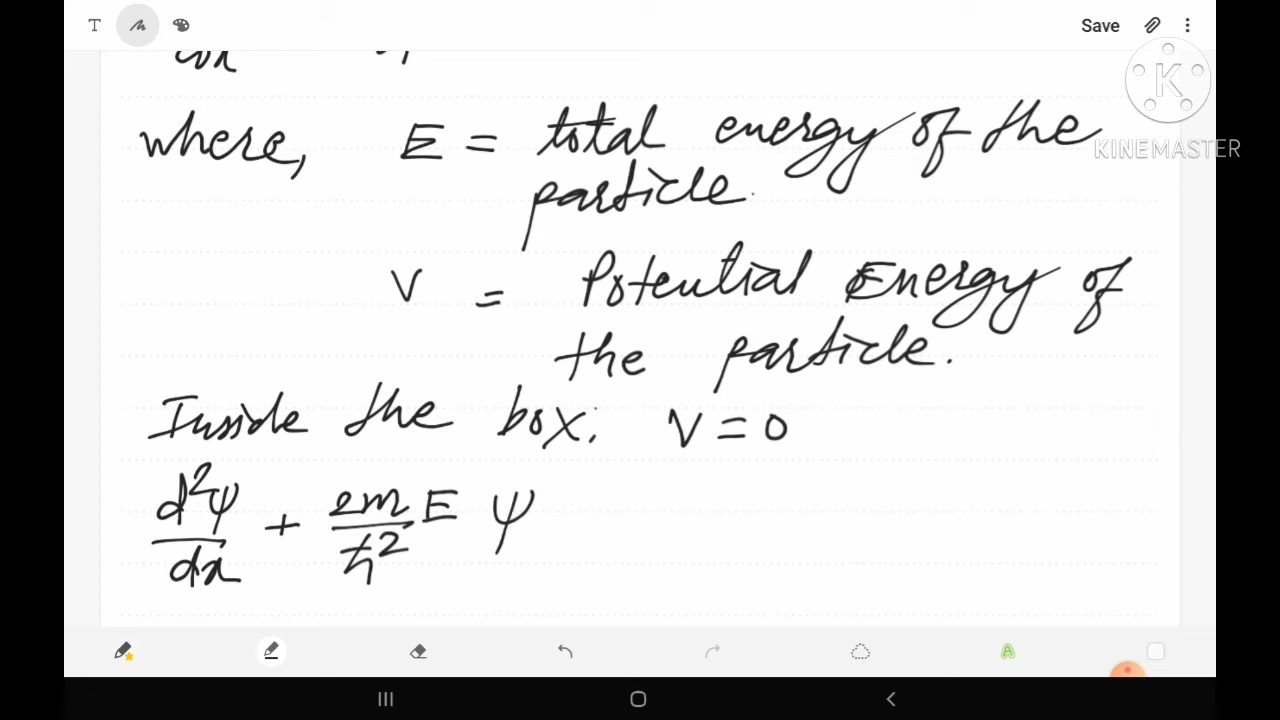 T Save
where, E = total energy of the
KINEMASTER
particle.
V = Potential Energy of
the particle.
Inside the box: V = 0
d²ψ/dx + 2m/ħ² E ψ